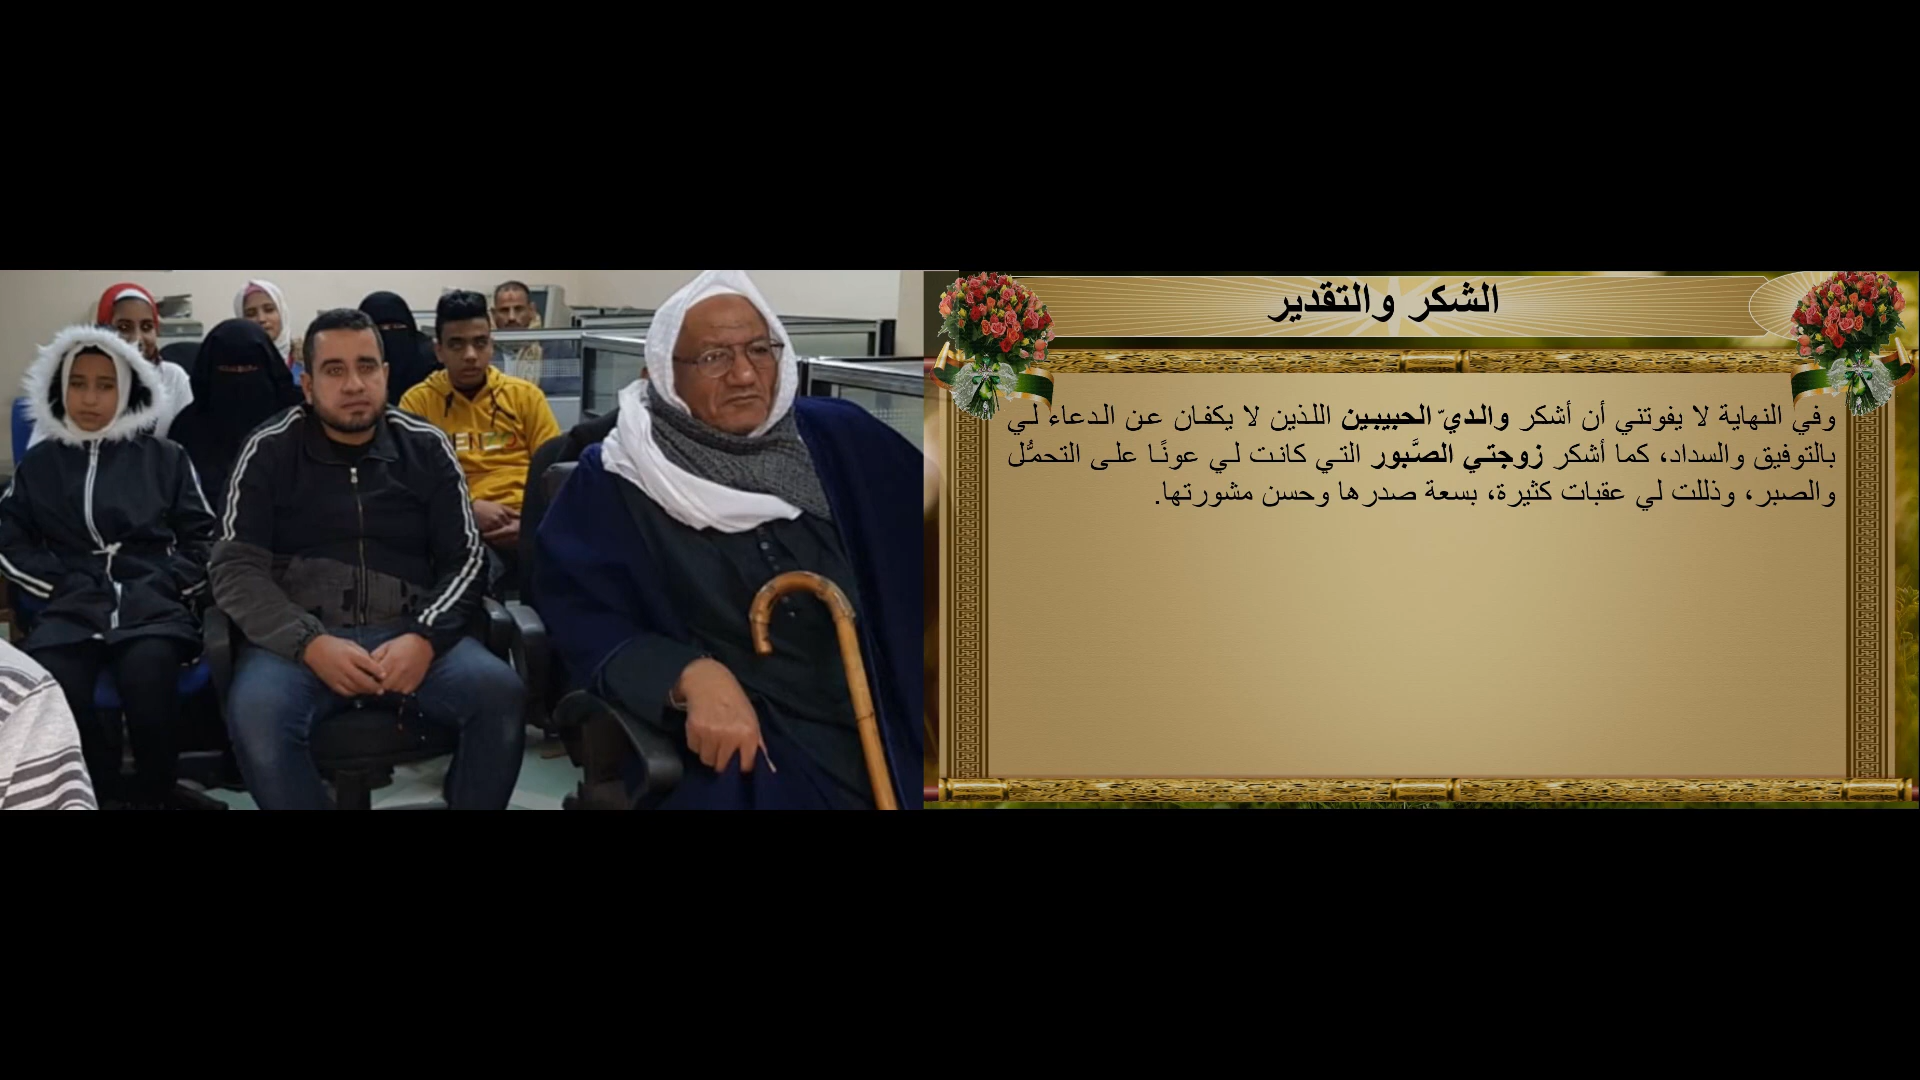 الشكر والتقدير
وفي النهاية لا يفوتني أن أشكر والديّ الحبيبين اللذين لا يكفان عن الدعاء لي
بالتوفيق والسداد، كما أشكر زوجتي الصَّبور التي كانت لي عونًا على التحمُّل
والصبر، وذللت لي عقبات كثيرة، بسعة صدرها وحسن مشورتها.
ENZO